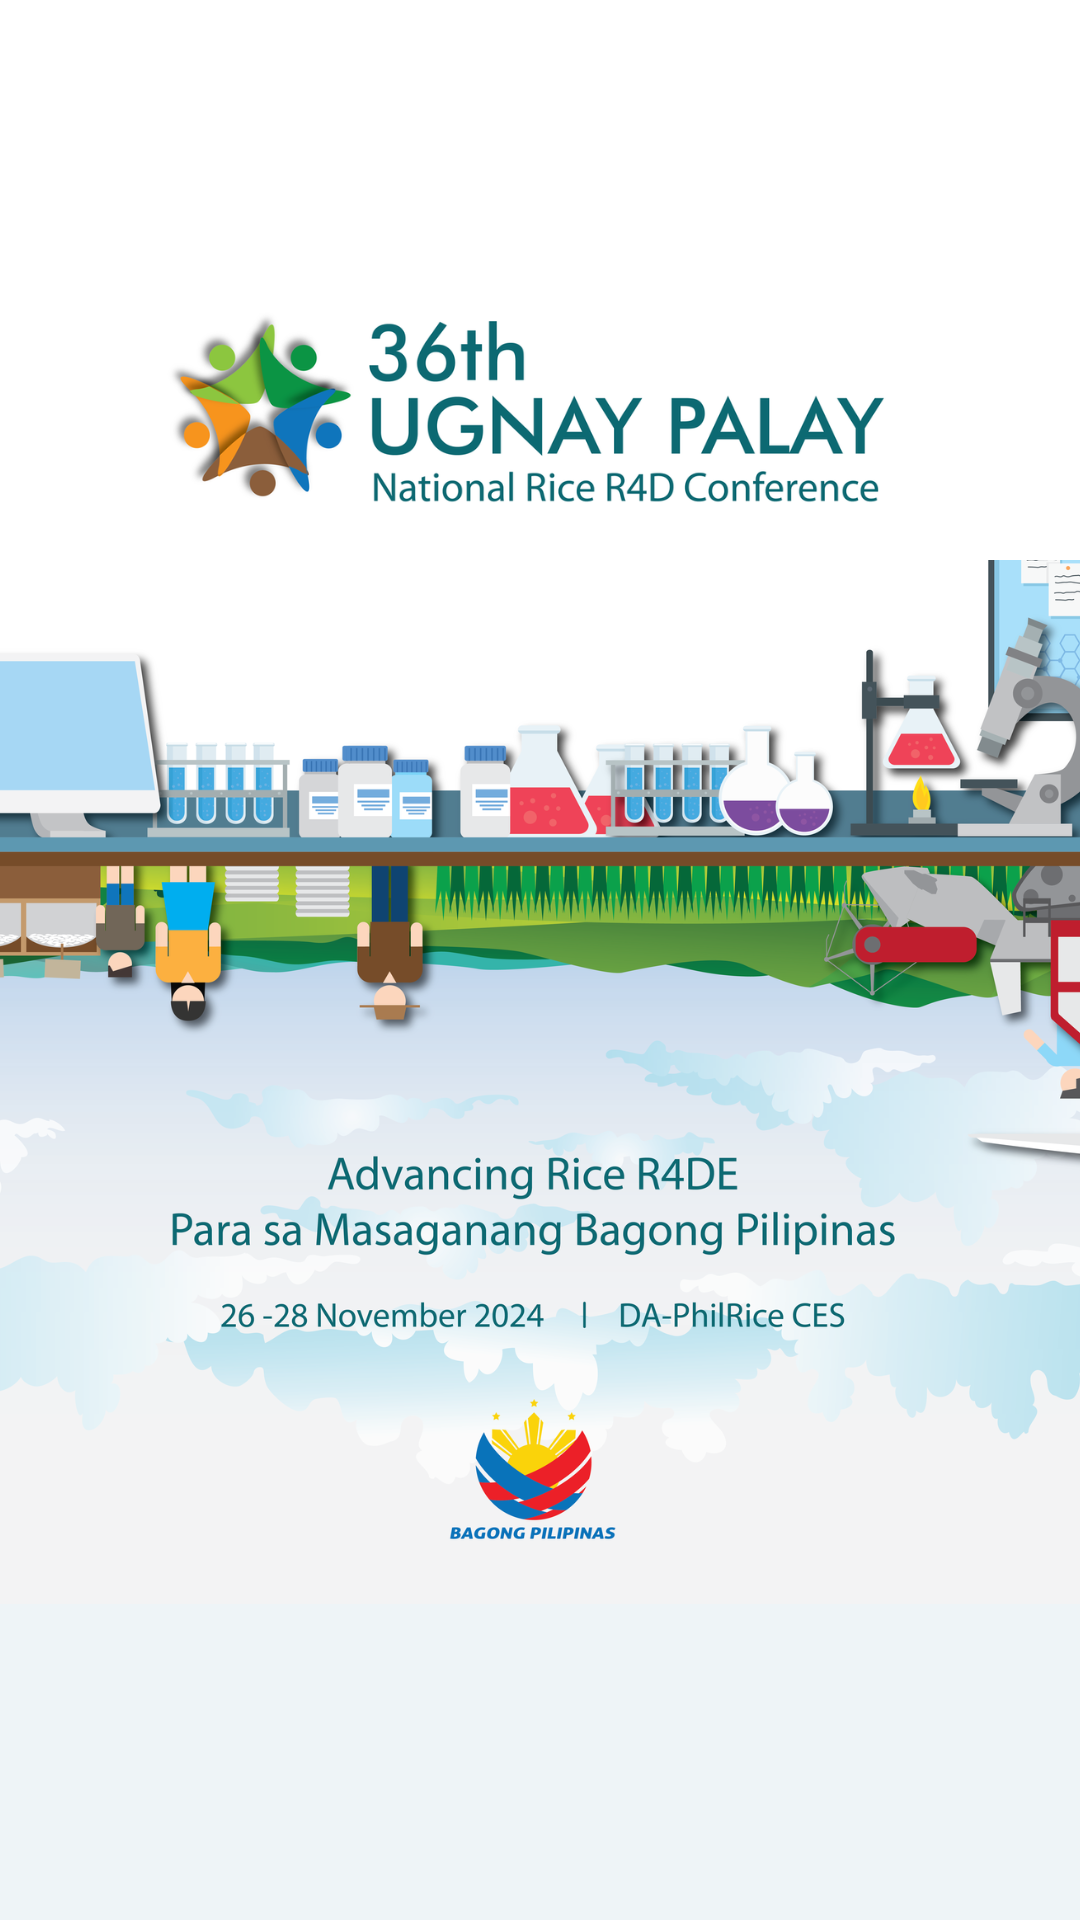 36th
UGNAY PALAY
National Rice R4D Conference
Advancing Rice R4DE
Para sa Masaganang Bagong Pilipinas
26 -28 November 2024 | DA-PhilRice CES
BAGONG PILIPINAS